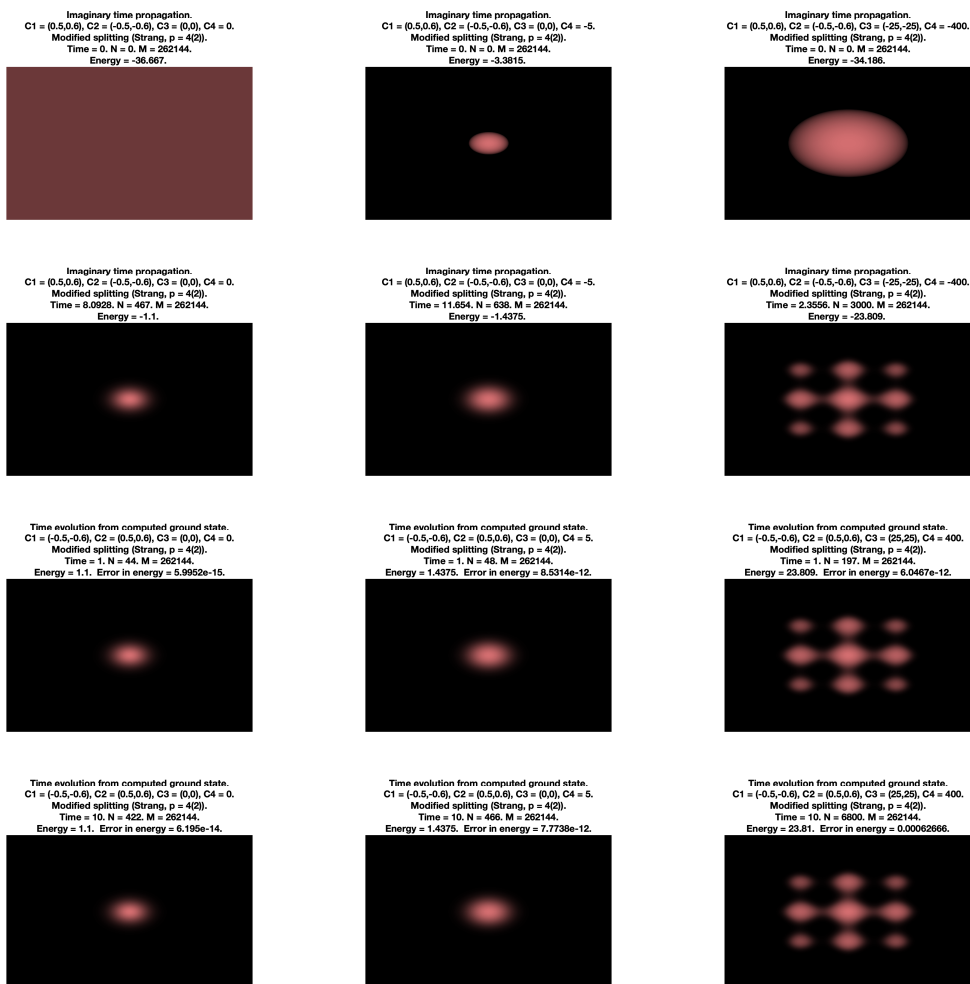 Imaginary time propagation.
C1 = (0.5,0.6), C2 = (-0.5,-0.6), C3 = (0,0), C4 = 0.
Modified splitting (Strang, p = 4(2)).
Time = 0. N = 0. M = 262144.
Energy = -36.667.
Imaginary time propagation.
C1 = (0.5,0.6), C2 = (-0.5,-0.6), C3 = (0,0), C4 = -5.
Modified splitting (Strang, p = 4(2)).
Time = 0. N = 0. M = 262144.
Energy = -3.3815.
Imaginary time propagation.
C1 = (0.5,0.6), C2 = (-0.5,-0.6), C3 = (-25,-25), C4 = -400.
Modified splitting (Strang, p = 4(2)).
Time = 0. N = 0. M = 262144.
Energy = -34.186.
Imaginary time propagation.
C1 = (0.5,0.6), C2 = (-0.5,-0.6), C3 = (0,0), C4 = 0.
Modified splitting (Strang, p = 4(2)).
Time = 8.0928. N = 467. M = 262144.
Energy = -1.1.
Imaginary time propagation.
C1 = (0.5,0.6), C2 = (-0.5,-0.6), C3 = (0,0), C4 = -5.
Modified splitting (Strang, p = 4(2)).
Time = 11.654. N = 638. M = 262144.
Energy = -1.4375.
Imaginary time propagation.
C1 = (0.5,0.6), C2 = (-0.5,-0.6), C3 = (-25,-25), C4 = -400.
Modified splitting (Strang, p = 4(2)).
Time = 2.3556. N = 3000. M = 262144.
Energy = -23.809.
Time evolution from computed ground state.
C1 = (-0.5,-0.6), C2 = (0.5,0.6), C3 = (0,0), C4 = 0.
Modified splitting (Strang, p = 4(2)).
Time = 1. N = 44. M = 262144.
Energy = 1.1. Error in energy = 5.9952e-15.
Time evolution from computed ground state.
C1 = (-0.5,-0.6), C2 = (0.5,0.6), C3 = (0,0), C4 = 5.
Modified splitting (Strang, p = 4(2)).
Time = 1. N = 48. M = 262144.
Energy = 1.4375. Error in energy = 8.5314e-12.
Time evolution from computed ground state.
C1 = (-0.5,-0.6), C2 = (0.5,0.6), C3 = (25,25), C4 = 400.
Modified splitting (Strang, p = 4(2)).
Time = 1. N = 197. M = 262144.
Energy = 23.809. Error in energy = 6.0467e-12.
Time evolution from computed ground state.
C1 = (-0.5,-0.6), C2 = (0.5,0.6), C3 = (0,0), C4 = 0.
Modified splitting (Strang, p = 4(2)).
Time = 10. N = 422. M = 262144.
Energy = 1.1. Error in energy = 6.195e-14.
Time evolution from computed ground state.
C1 = (-0.5,-0.6), C2 = (0.5,0.6), C3 = (0,0), C4 = 5.
Modified splitting (Strang, p = 4(2)).
Time = 10. N = 466. M = 262144.
Energy = 1.4375. Error in energy = 7.7738e-12.
Time evolution from computed ground state.
C1 = (-0.5,-0.6), C2 = (0.5,0.6), C3 = (25,25), C4 = 400.
Modified splitting (Strang, p = 4(2)).
Time = 10. N = 6800. M = 262144.
Energy = 23.81. Error in energy = 0.00062666.